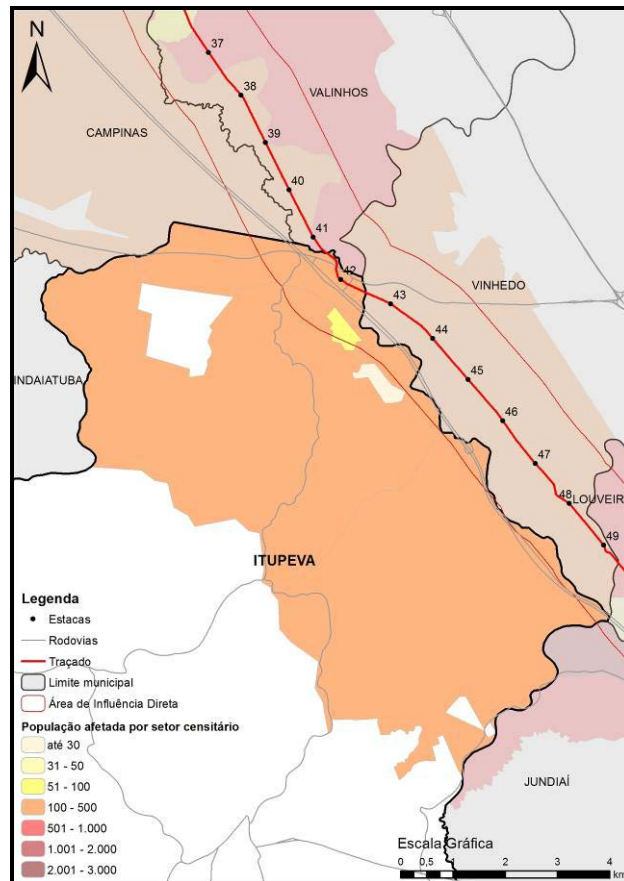 N
37
38
VALINHOS
CAMPINAS
39
40
41
42
VINHEDO
43
44
INDAIATUBA
45
46
47
48
LOUVEIR
49
ITUPEVA
Legenda
Estacas
Rodovias
Traçado
Limite municipal
Área de Influência Direta
População afetada por setor censitário
até 30
31 - 50
51 - 100
100 - 500
501 - 1.000
1.001 - 2.000
2.001 - 3.000
JUNDIAÍ
Escala Gráfica
0 0,5 1 2 3 4
km